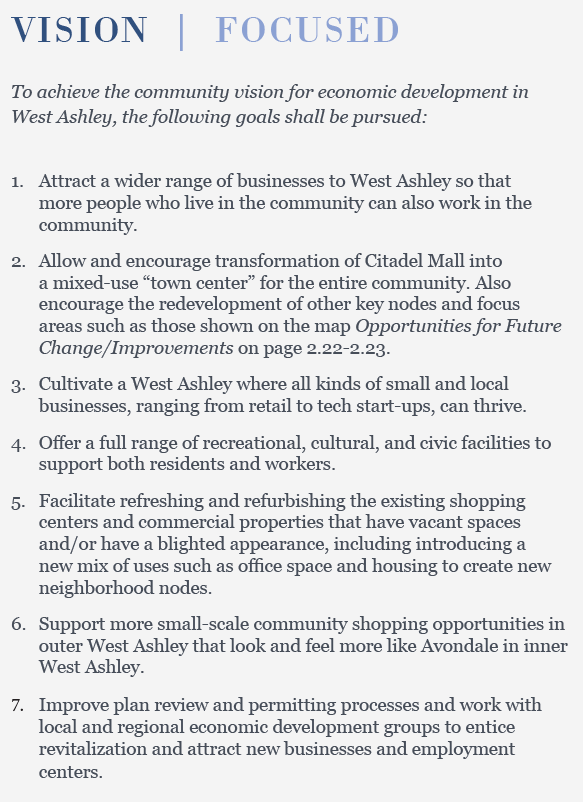 VISION | FOCUSED
To achieve the community vision for economic development in
West Ashley, the following goals shall be pursued:
1. Attract a wider range of businesses to West Ashley so that
more people who live in the community can also work in the
community.
2. Allow and encourage transformation of Citadel Mall into
a mixed-use “town center” for the entire community. Also
encourage the redevelopment of other key nodes and focus
areas such as those shown on the map Opportunities for Future
Change/Improvements on page 2.22-2.23.
3. Cultivate a West Ashley where all kinds of small and local
businesses, ranging from retail to tech start-ups, can thrive.
4. Offer a full range of recreational, cultural, and civic facilities to
support both residents and workers.
5. Facilitate refreshing and refurbishing the existing shopping
centers and commercial properties that have vacant spaces
and/or have a blighted appearance, including introducing a
new mix of uses such as office space and housing to create new
neighborhood nodes.
6. Support more small-scale community shopping opportunities in
outer West Ashley that look and feel more like Avondale in inner
West Ashley.
7. Improve plan review and permitting processes and work with
local and regional economic development groups to entice
revitalization and attract new businesses and employment
centers.